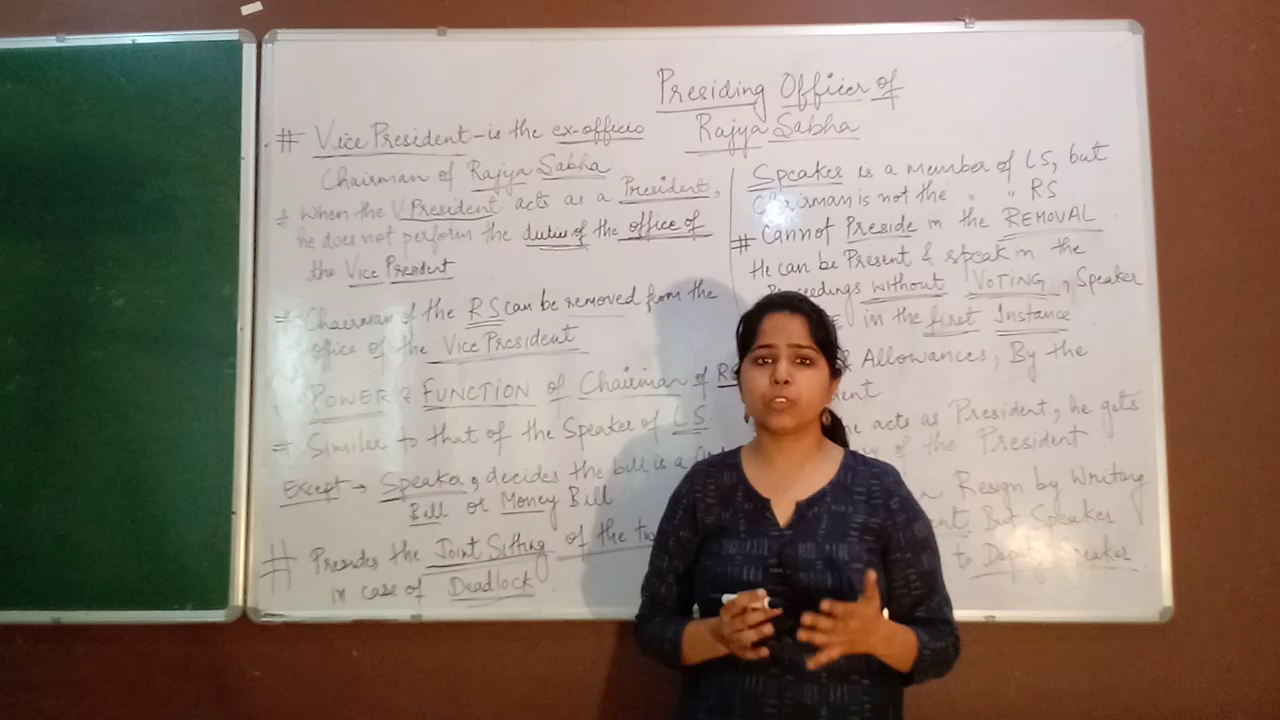 Presiding Officer of
Rajya Sabha
# Vice President - is the ex-officio
Chairman of Rajya Sabha
# When the V.President acts as a President,
he does not perform the duties of the office of
the Vice President
# Chairman of the RS can be removed from the
office of the Vice President
POWER & FUNCTION of Chairman of RS
⇒ Similar to that of the Speaker of LS.
Except → Speaker, decides the bill is a
Bill or Money Bill
# Presides the Joint Sitting of the
in case of Deadlock.
Speaker is a member of LS, but
Chairman is not the " " RS
# Cannot Preside in the REMOVAL
He can be Present & speak in the
Proceedings without VOTING, Speaker
in the first Instance
& Allowances, By the
acts as President, he gets
of the President
Resign by Writing
But Speaker
to Deputy Speaker